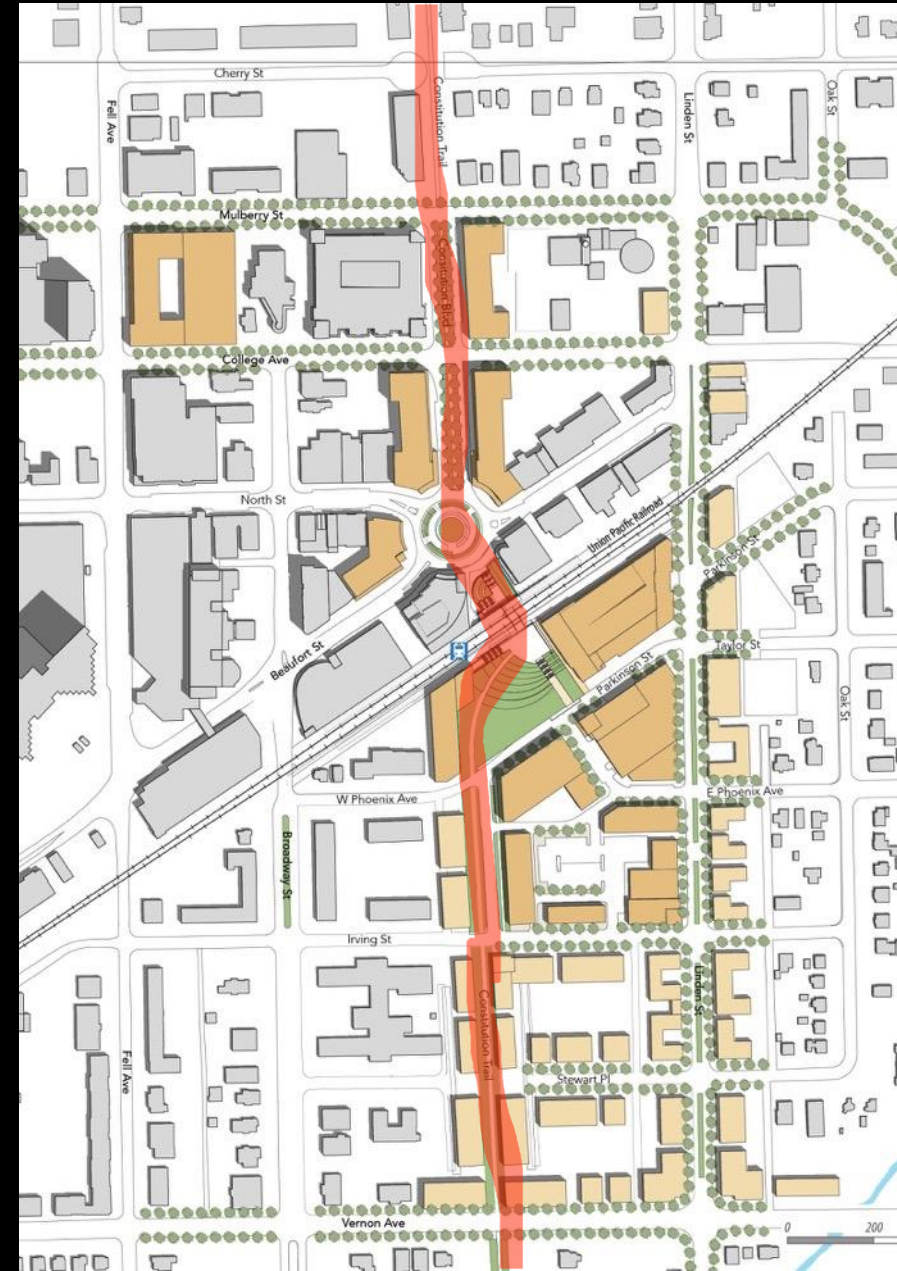 Cherry St
Fell Ave
Constitution Trail
Linden St
Oak St
Mulberry St
Constitution Blvd
College Ave
North St
Union Pacific Railroad
Parkinson St
Beaufort St
Taylor St
Parkinson St
Oak St
W Phoenix Ave
E Phoenix Ave
Broadway St
Irving St
Linden St
Constitution Trail
Fell Ave
Stewart Pl
Vernon Ave
0 200